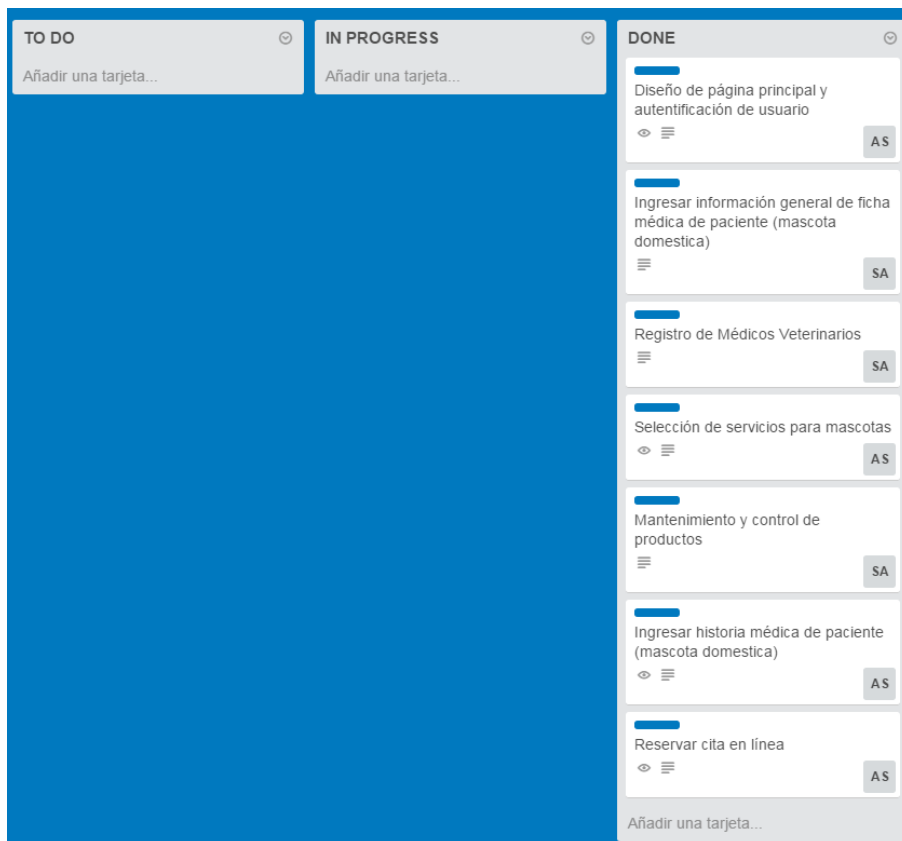 TO DO
Añadir una tarjeta...
IN PROGRESS
Añadir una tarjeta...
DONE
Diseño de página principal y
autentificación de usuario
AS
Ingresar información general de ficha
médica de paciente (mascota
domestica)
SA
Registro de Médicos Veterinarios
SA
Selección de servicios para mascotas
AS
Mantenimiento y control de
productos
SA
Ingresar historia médica de paciente
(mascota domestica)
AS
Reservar cita en línea
AS
Añadir una tarjeta...